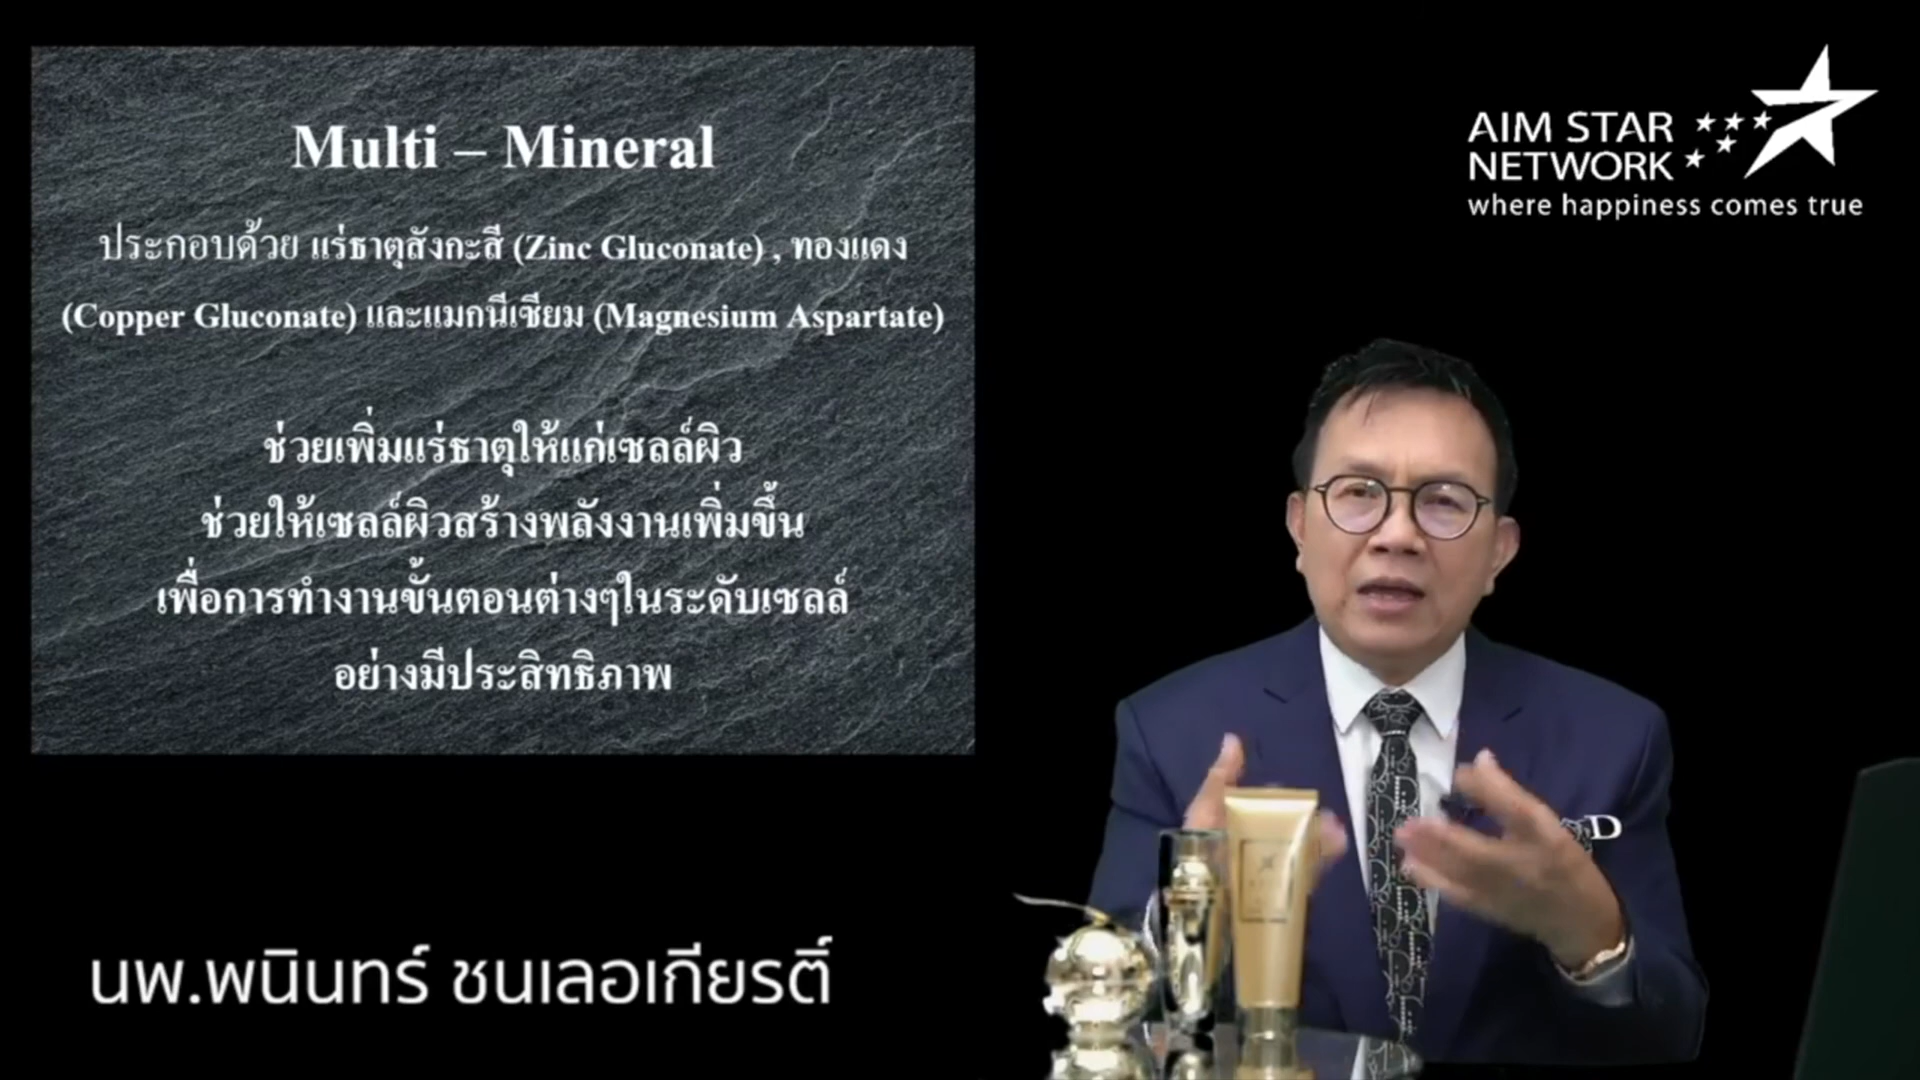 Multi – Mineral
ประกอบด้วย แร่ธาตุสังกะสี (Zinc Gluconate) , ทองแดง
(Copper Gluconate) และแมกนีเซียม (Magnesium Aspartate)
ช่วยเพิ่มแร่ธาตุให้แก่เซลล์ผิว
ช่วยให้เซลล์ผิวสร้างพลังงานเพิ่มขึ้น
เพื่อการทำงานขั้นตอนต่างๆในระดับเซลล์
อย่างมีประสิทธิภาพ
AIM STAR
NETWORK
where happiness comes true
นพ.พนินทร์ ชนเลอเกียรติ์